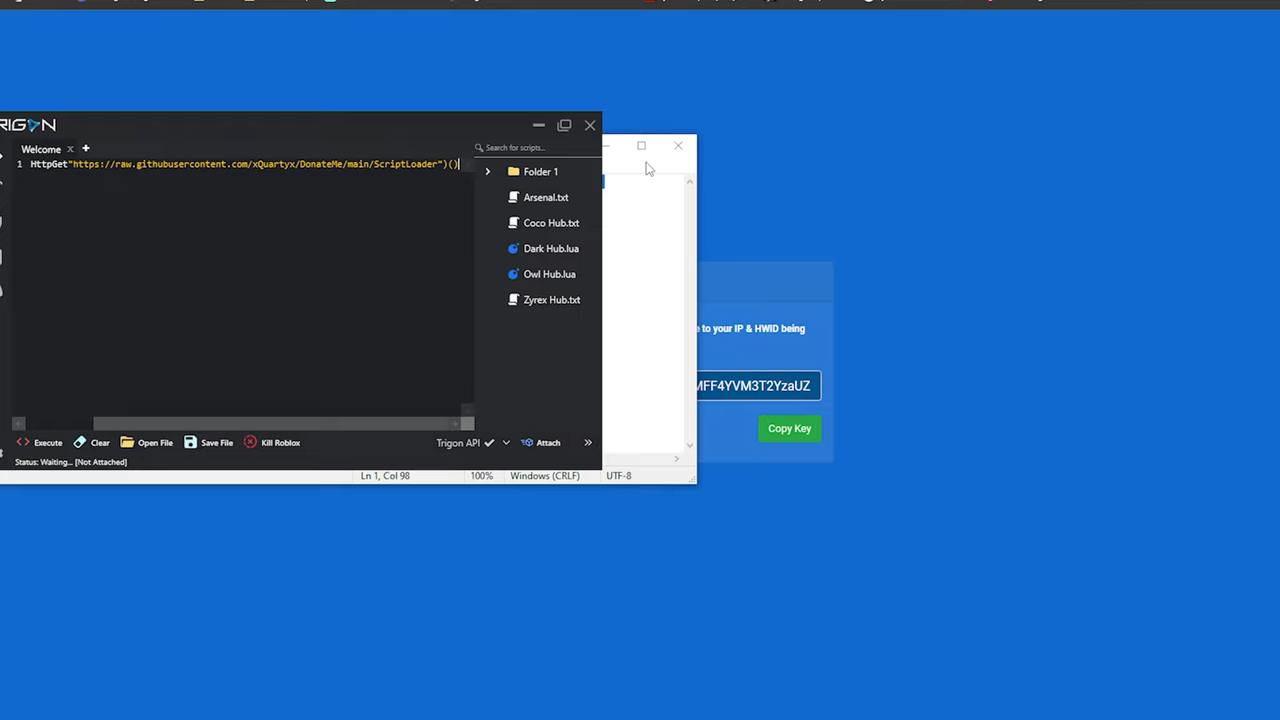 RIGON
Welcome
Search for scripts...
1 HttpGet"https://raw.githubusercontent.com/xQuartyx/DonateMe/main/ScriptLoader")()
Folder 1
Arsenal.txt
Coco Hub.txt
Dark Hub.lua
Owl Hub.lua
Zyrex Hub.txt
e to your IP & HWID being
MFF4YVM3T2YzaUZ
Copy Key
Execute Clear Open File Save File Kill Roblox Trigon API Attach
Status: Waiting... [Not Attached]
Ln 1, Col 98 100% Windows (CRLF) UTF-8